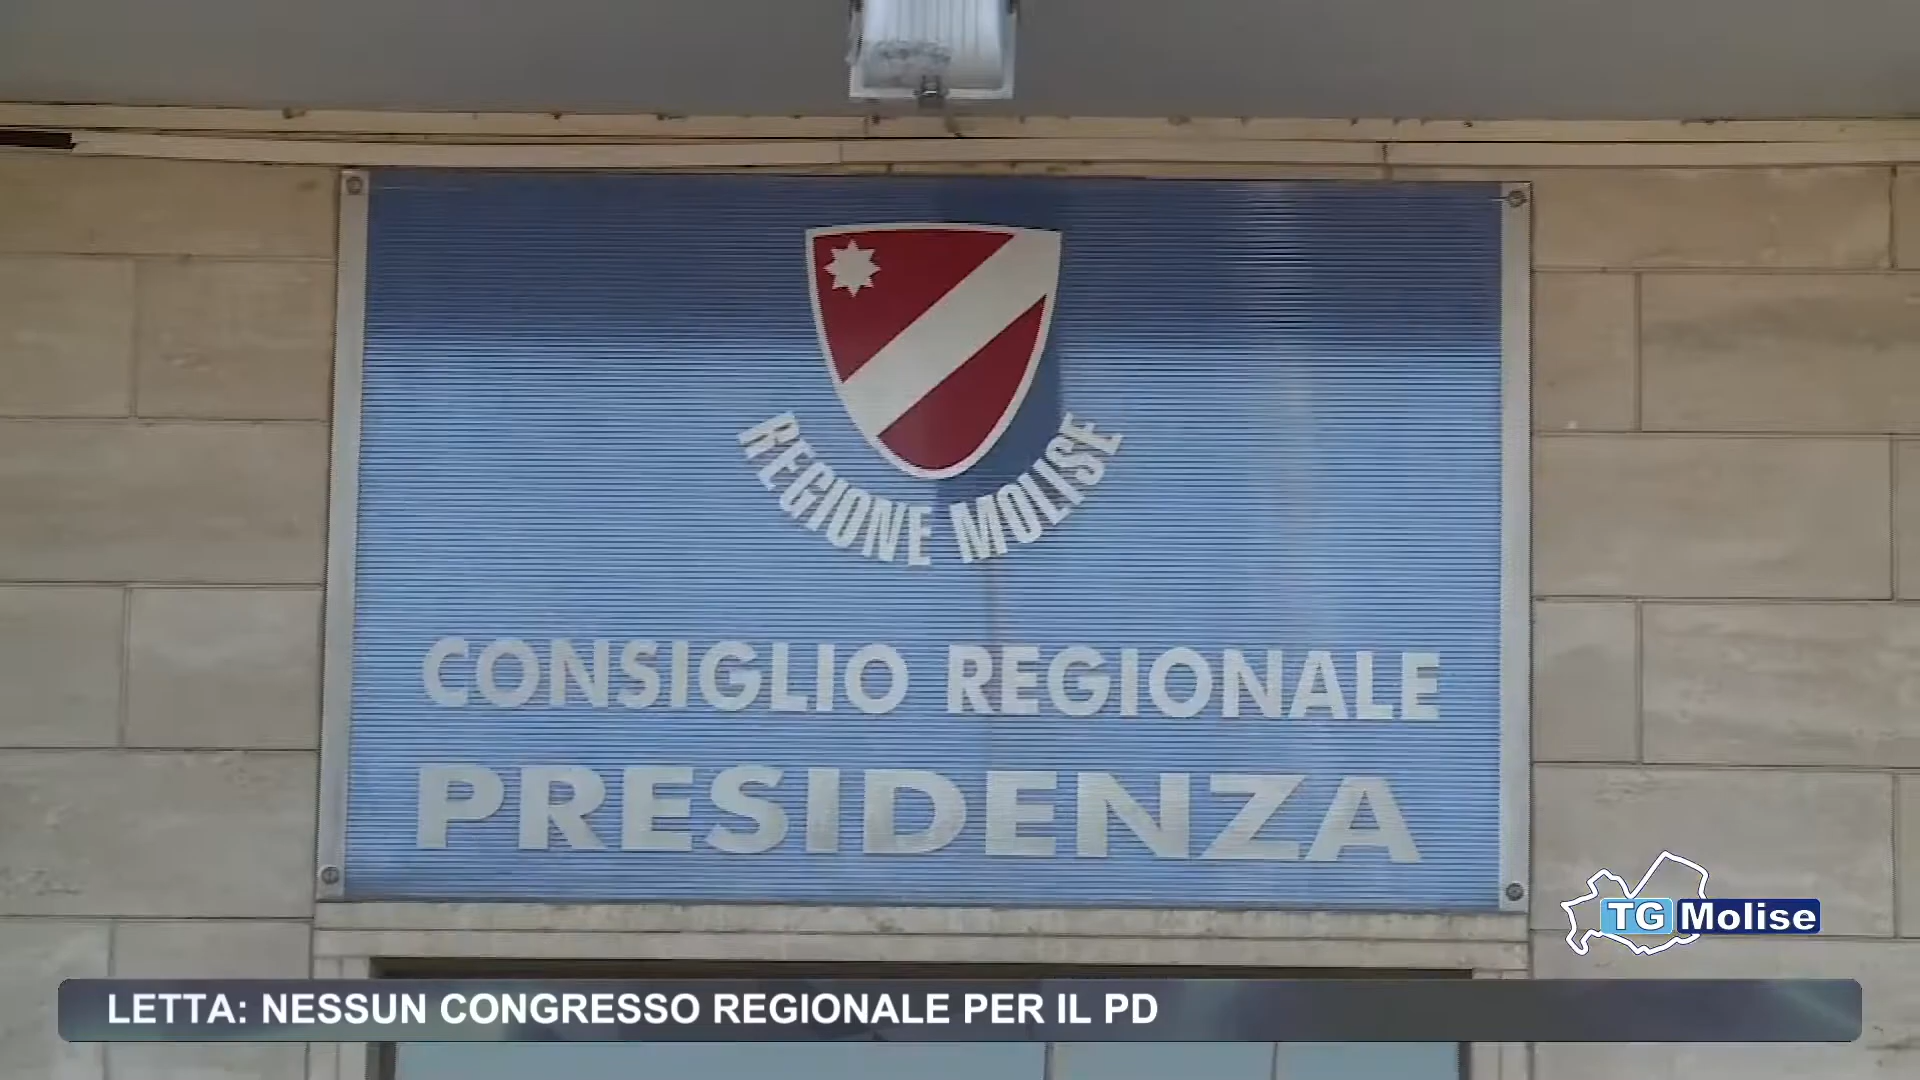 REGIONE MOLISE
CONSIGLIO REGIONALE
PRESIDENZA
TG Molise
LETTA: NESSUN CONGRESSO REGIONALE PER IL PD